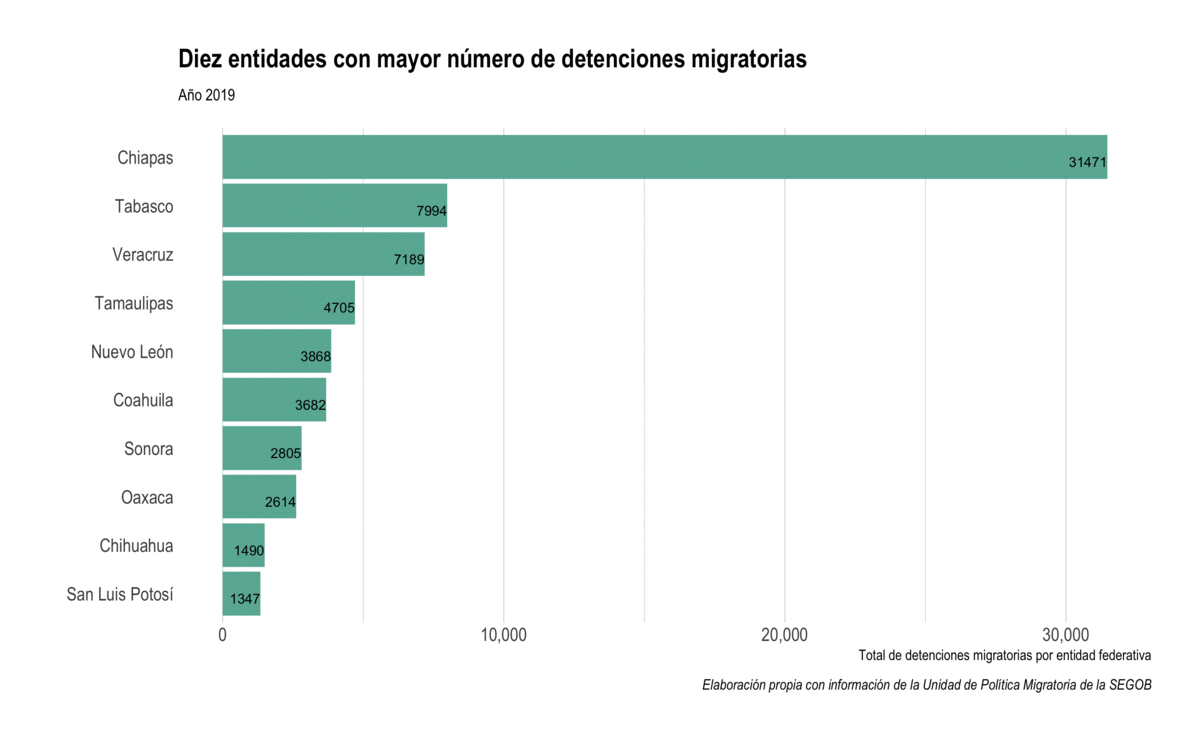 Diez entidades con mayor número de detenciones migratorias
Año 2019
Chiapas 31471
Tabasco 7994
Veracruz 7189
Tamaulipas 4705
Nuevo León 3868
Coahuila 3682
Sonora 2805
Oaxaca 2614
Chihuahua 1490
San Luis Potosí 1347
0 10,000 20,000 30,000
Total de detenciones migratorias por entidad federativa
Elaboración propia con información de la Unidad de Política Migratoria de la SEGOB